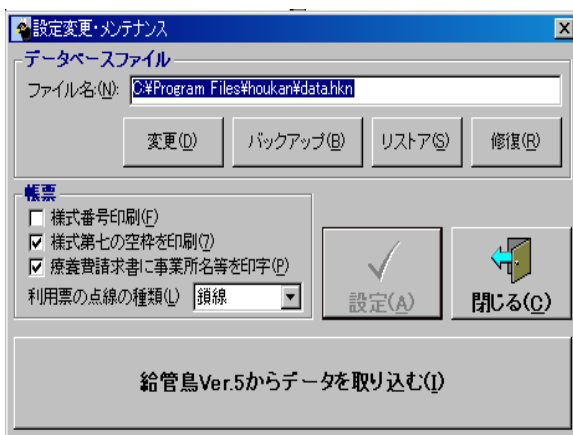 設定変更・メンテナンス
データベースファイル
ファイル名:(N): C:¥Program Files¥houkan¥data.hkn
変更(D) バックアップ(B) リストア(S) 修復(R)
帳票
様式番号印刷(F)
様式第七の空枠を印刷(7)
療養費請求書に事業所名等を印字(P)
利用票の点線の種類(L) 鎖線
設定(A) 閉じる(C)
給管鳥Ver.5からデータを取り込む(I)